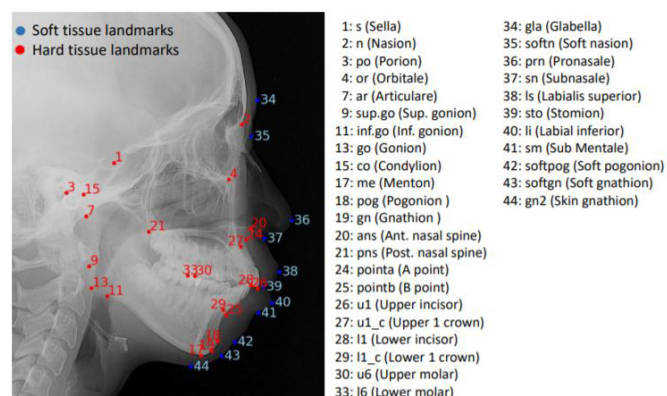 Soft tissue landmarks
Hard tissue landmarks
34
2
35
1
4
3
15
7
36
21
20
24
37
27
9
33
30
38
28
26
39
13
11
40
29
25
41
18
42
19
17
43
44
1: s (Sella)
2: n (Nasion)
3: po (Porion)
4: or (Orbitale)
7: ar (Articulare)
9: sup.go (Sup. gonion)
11: inf.go (Inf. gonion)
13: go (Gonion)
15: co (Condylion)
17: me (Menton)
18: pog (Pogonion )
19: gn (Gnathion )
20: ans (Ant. nasal spine)
21: pns (Post. nasal spine)
24: pointa (A point)
25: pointb (B point)
26: u1 (Upper incisor)
27: u1_c (Upper 1 crown)
28: l1 (Lower incisor)
29: l1_c (Lower 1 crown)
30: u6 (Upper molar)
33: l6 (Lower molar)
34: gla (Glabella)
35: softn (Soft nasion)
36: prn (Pronasale)
37: sn (Subnasale)
38: ls (Labialis superior)
39: sto (Stomion)
40: li (Labial inferior)
41: sm (Sub Mentale)
42: softpog (Soft pogonion)
43: softgn (Soft gnathion)
44: gn2 (Skin gnathion)